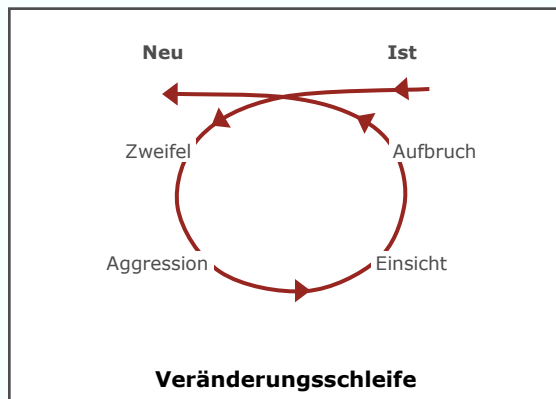 Neu
Ist
Zweifel
Aufbruch
Aggression
Einsicht
Veränderungsschleife